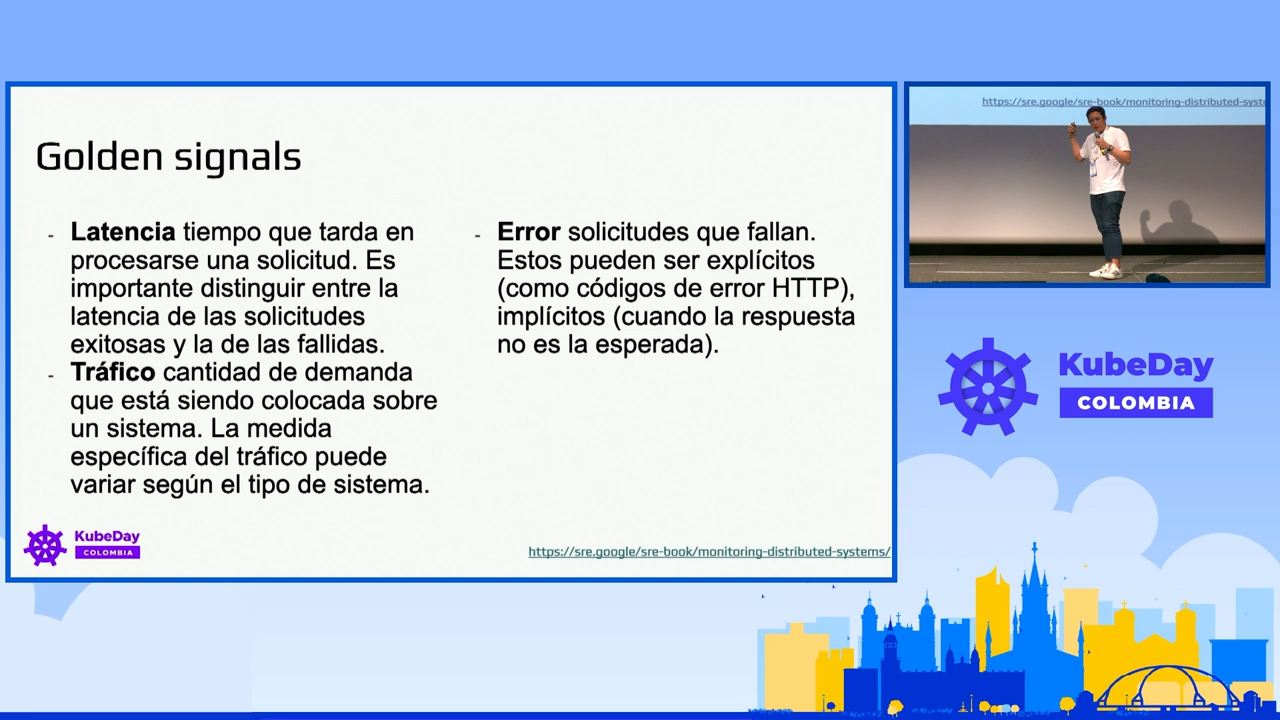 Golden signals
- Latencia tiempo que tarda en
procesarse una solicitud. Es
importante distinguir entre la
latencia de las solicitudes
exitosas y la de las fallidas.
- Tráfico cantidad de demanda
que está siendo colocada sobre
un sistema. La medida
específica del tráfico puede
variar según el tipo de sistema.
- Error solicitudes que fallan.
Estos pueden ser explícitos
(como códigos de error HTTP),
implícitos (cuando la respuesta
no es la esperada).
KubeDay
COLOMBIA
https://sre.google/sre-book/monitoring-distributed-systems/
https://sre.google/sre-book/monitoring-distributed-syste
KubeDay
COLOMBIA